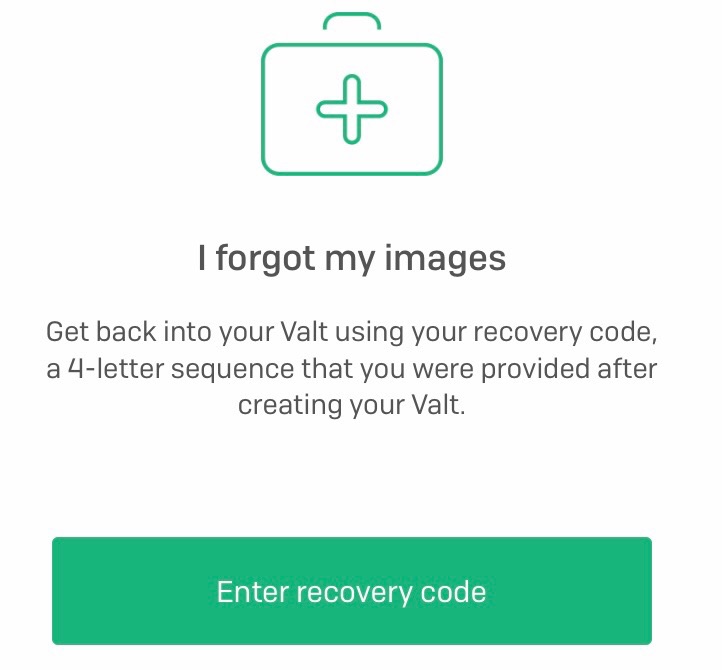 I forgot my images
Get back into your Valt using your recovery code,
a 4-letter sequence that you were provided after
creating your Valt.
Enter recovery code